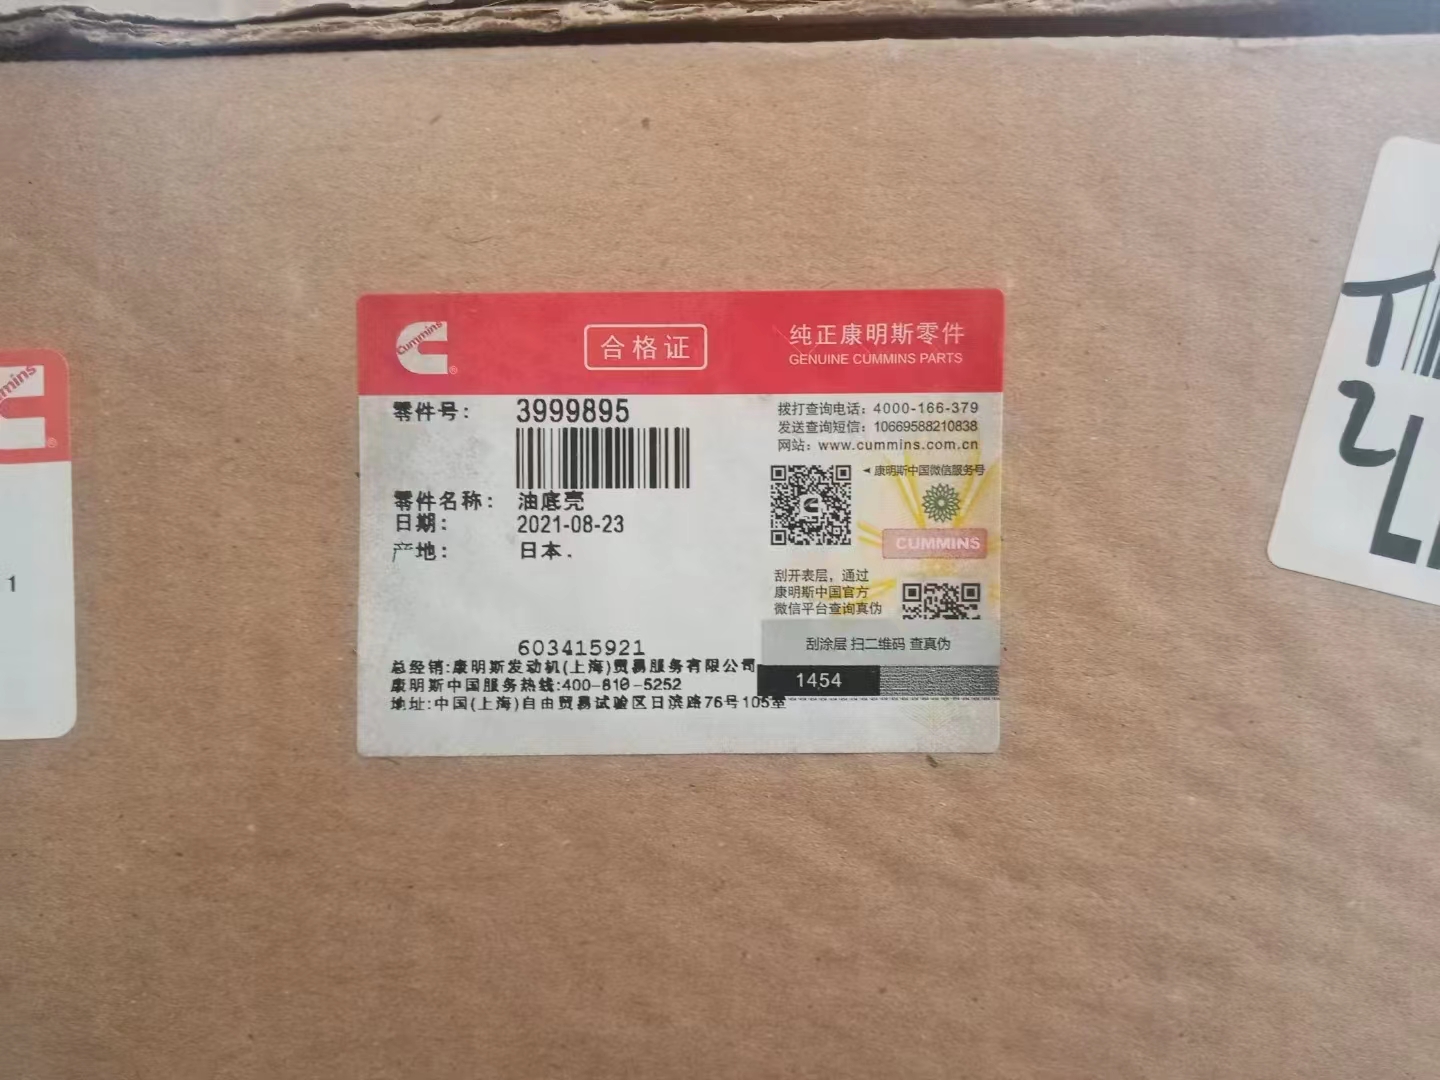 Cummins
合格证
纯正康明斯零件
GENUINE CUMMINS PARTS
零件号： 3999895
零件名称： 油底壳
日期： 2021-08-23
产地： 日本.
603415921
总经销:康明斯发动机(上海)贸易服务有限公司
康明斯中国服务热线:400-810-5252
地址:中国(上海)自由贸易试验区日滨路76号105室
拨打查询电话：4000-166-379
发送查询短信：10669588210838
网站：www.cummins.com.cn
康明斯中国微信服务号
CUMMINS
刮开表层，通过
康明斯中国官方
微信平台查询真伪
刮涂层 扫二维码 查真伪
1454
mins
1
T
2